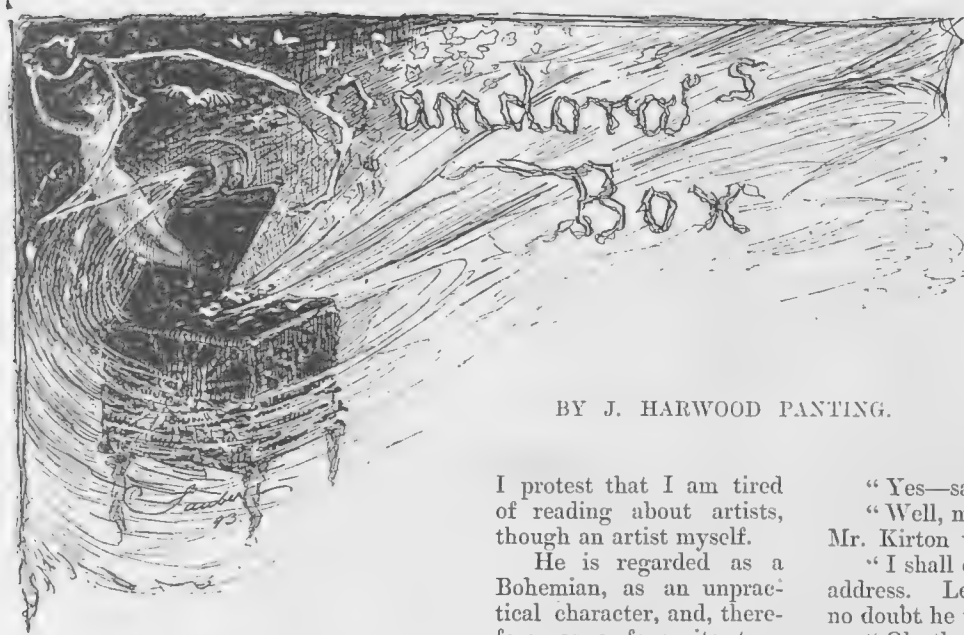 Pandora's
Box
BY J. HARWOOD PANTING.
I protest that I am tired
of reading about artists,
though an artist myself.
He is regarded as a
Bohemian, as an unprac-
tical character, and, there-
“ Yes—
“ Well,
Mr. Kirton
“ I shall
address.
no doubt he
93.